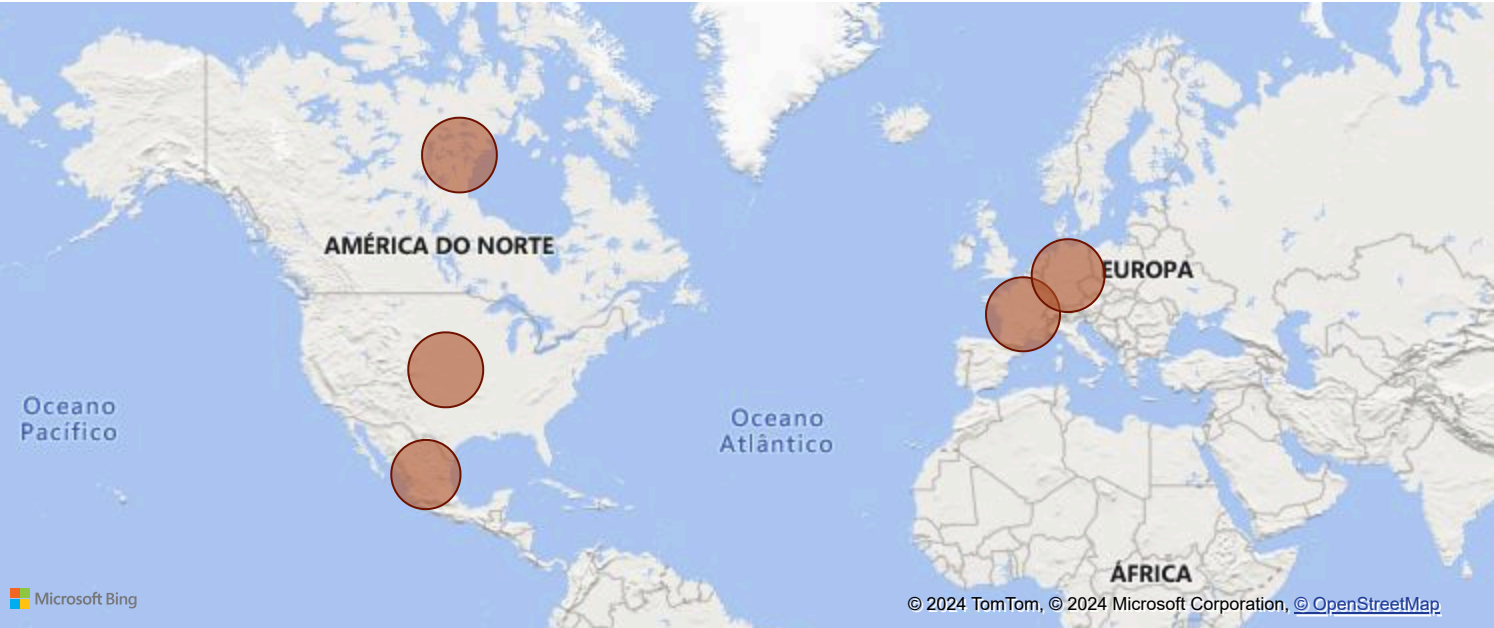 AMÉRICA DO NORTE
EUROPA
Oceano
Pacífico
Oceano
Atlântico
ÁFRICA
Microsoft Bing
© 2024 TomTom, © 2024 Microsoft Corporation, © OpenStreetMap